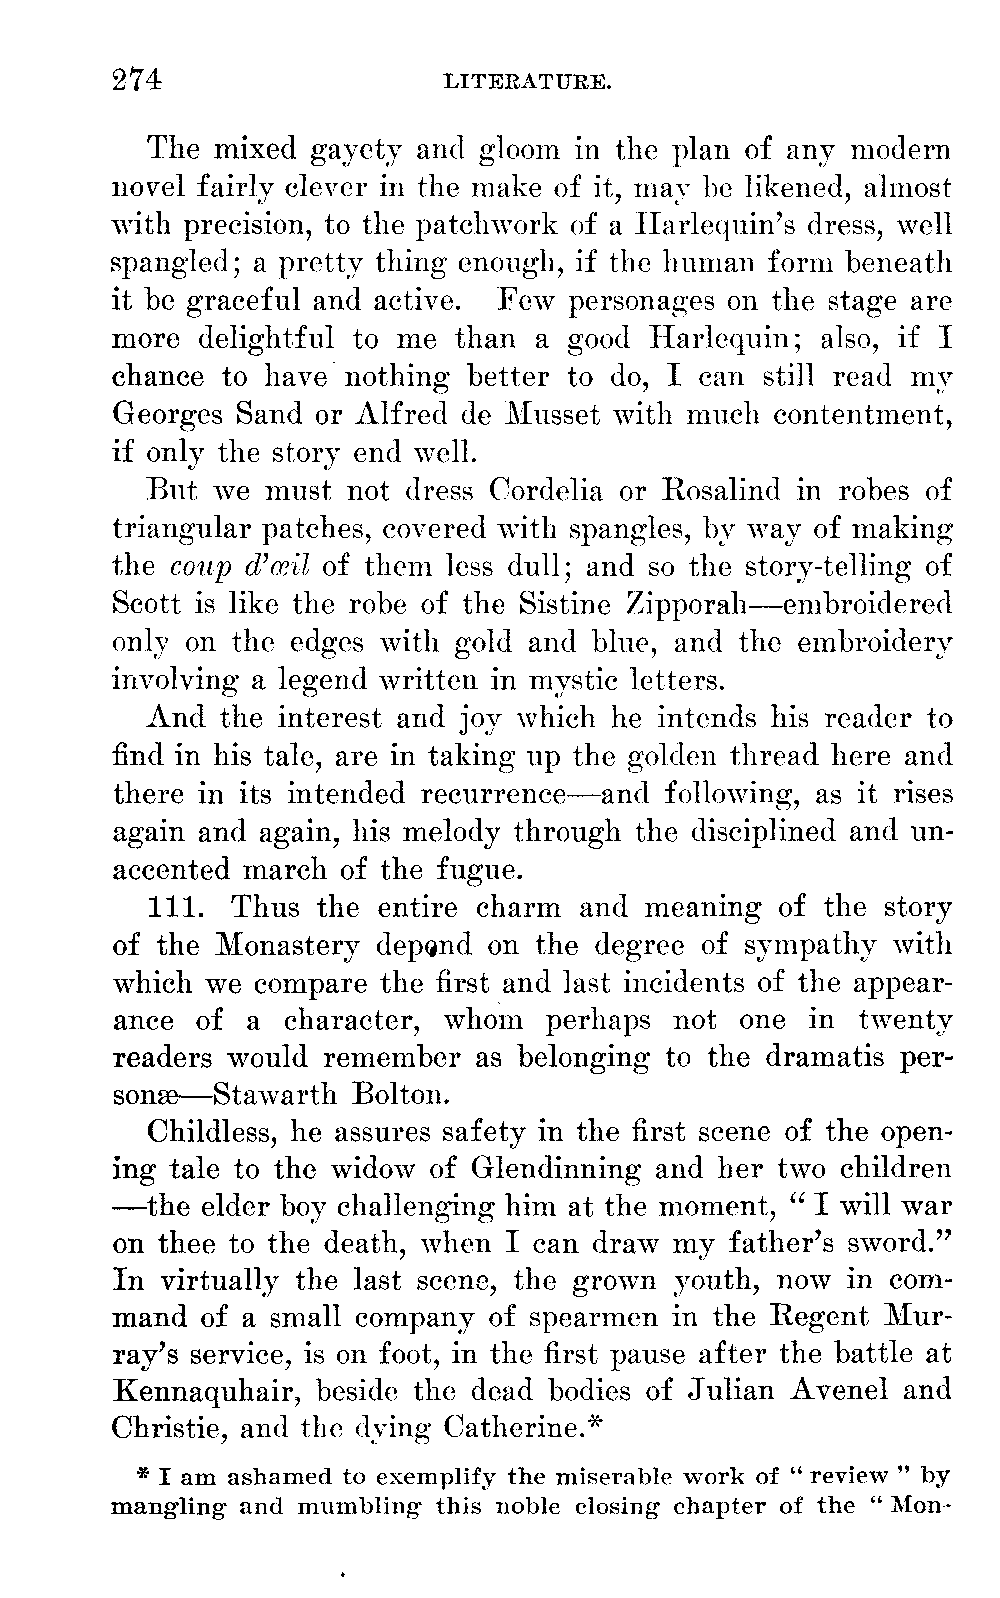 274 LITERATURE.
The mixed gayety and gloom in the plan of any modern
novel fairly clever in the make of it, may be likened, almost
with precision, to the patchwork of a Harlequin's dress, well
spangled; a pretty thing enough, if the human form beneath
it be graceful and active. Few personages on the stage are
more delightful to me than a good Harlequin; also, if I
chance to have nothing better to do, I can still read my
Georges Sand or Alfred de Musset with much contentment,
if only the story end well.
But we must not dress Cordelia or Rosalind in robes of
triangular patches, covered with spangles, by way of making
the coup d'œil of them less dull; and so the story-telling of
Scott is like the robe of the Sistine Zipporah—embroidered
only on the edges with gold and blue, and the embroidery
involving a legend written in mystic letters.
And the interest and joy which he intends his reader to
find in his tale, are in taking up the golden thread here and
there in its intended recurrence—and following, as it rises
again and again, his melody through the disciplined and un-
accented march of the fugue.
111. Thus the entire charm and meaning of the story
of the Monastery depend on the degree of sympathy with
which we compare the first and last incidents of the appear-
ance of a character, whom perhaps not one in twenty
readers would remember as belonging to the dramatis per-
sonæ—Stawarth Bolton.
Childless, he assures safety in the first scene of the open-
ing tale to the widow of Glendinning and her two children
—the elder boy challenging him at the moment, "I will war
on thee to the death, when I can draw my father's sword."
In virtually the last scene, the grown youth, now in com-
mand of a small company of spearmen in the Regent Mur-
ray's service, is on foot, in the first pause after the battle at
Kennaquhair, beside the dead bodies of Julian Avenel and
Christie, and the dying Catherine.*
* I am ashamed to exemplify the miserable work of "review" by
mangling and mumbling this noble closing chapter of the "Mon-